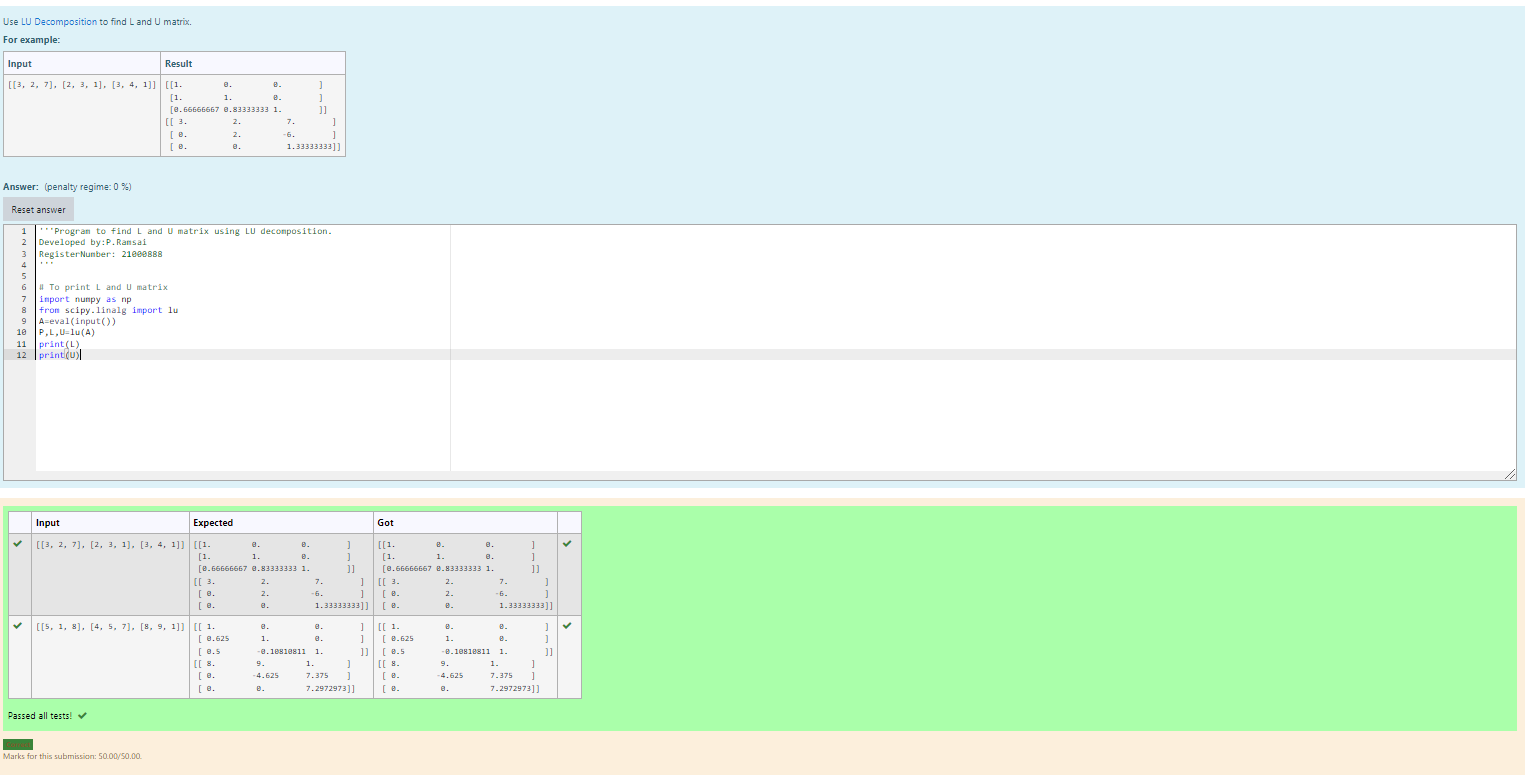 Use LU Decomposition to find L and U matrix.
For example:
Input Result
[[3, 2, 7], [2, 3, 1], [3, 4, 1]] [[1. 0. 0. ]
[1. 1. 0. ]
[0.66666667 0.83333333 1. ]]
[[ 3. 2. 7. ]
[ 0. 2. -6. ]
[ 0. 0. 1.33333333]]
Answer: (penalty regime: 0 %)
Reset answer
1 '''Program to find L and U matrix using LU decomposition.
2 Developed by:P.Ramsai
3 RegisterNumber: 21000888
4 '''
5
6 # To print L and U matrix
7 import numpy as np
8 from scipy.linalg import lu
9 A=eval(input())
10 P,L,U=lu(A)
11 print(L)
12 print(U)
Input Expected Got
[[3, 2, 7], [2, 3, 1], [3, 4, 1]] [[1. 0. 0. ] [[1. 0. 0. ]
[1. 1. 0. ] [1. 1. 0. ]
[0.66666667 0.83333333 1. ]] [0.66666667 0.83333333 1. ]]
[[ 3. 2. 7. ] [[ 3. 2. 7. ]
[ 0. 2. -6. ] [ 0. 2. -6. ]
[ 0. 0. 1.33333333]] [ 0. 0. 1.33333333]]
[[5, 1, 8], [4, 5, 7], [8, 9, 1]] [[ 1. 0. 0. ] [[ 1. 0. 0. ]
[ 0.625 1. 0. ] [ 0.625 1. 0. ]
[ 0.5 -0.10810811 1. ]] [ 0.5 -0.10810811 1. ]]
[[ 8. 9. 1. ] [[ 8. 9. 1. ]
[ 0. -4.625 7.375 ] [ 0. -4.625 7.375 ]
[ 0. 0. 7.2972973]] [ 0. 0. 7.2972973]]
Passed all tests!
Marks for this submission: 50.00/50.00.